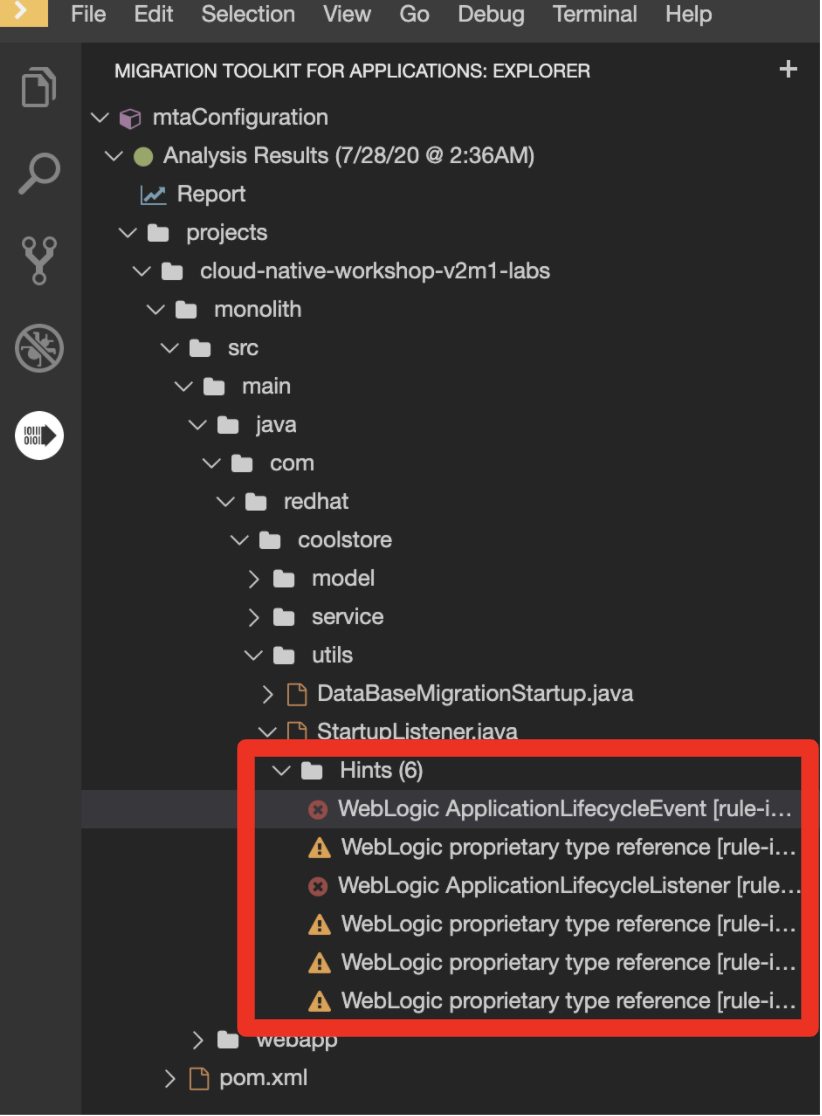 File Edit Selection View Go Debug Terminal Help
MIGRATION TOOLKIT FOR APPLICATIONS: EXPLORER
mtaConfiguration
Analysis Results (7/28/20 @ 2:36AM)
Report
projects
cloud-native-workshop-v2m1-labs
monolith
src
main
java
com
redhat
coolstore
model
service
utils
DataBaseMigrationStartup.java
StartupListener.java
Hints (6)
WebLogic ApplicationLifecycleEvent [rule-i...
WebLogic proprietary type reference [rule-i...
WebLogic ApplicationLifecycleListener [rule...
WebLogic proprietary type reference [rule-i...
WebLogic proprietary type reference [rule-i...
WebLogic proprietary type reference [rule-i...
webapp
pom.xml